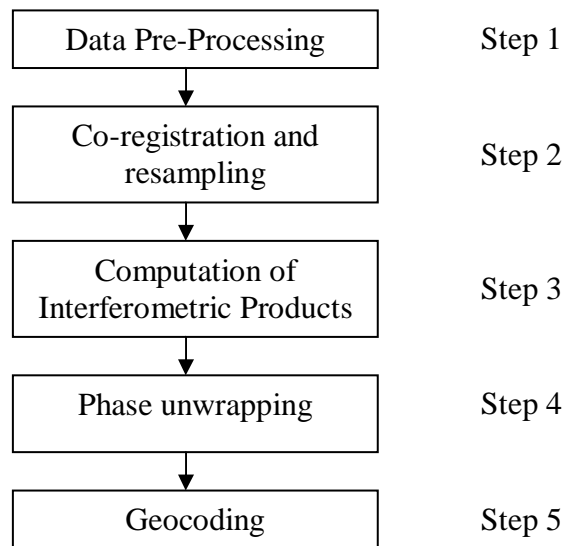 Data Pre-Processing
Step 1
Co-registration and
resampling
Step 2
Computation of
Interferometric Products
Step 3
Phase unwrapping
Step 4
Geocoding
Step 5